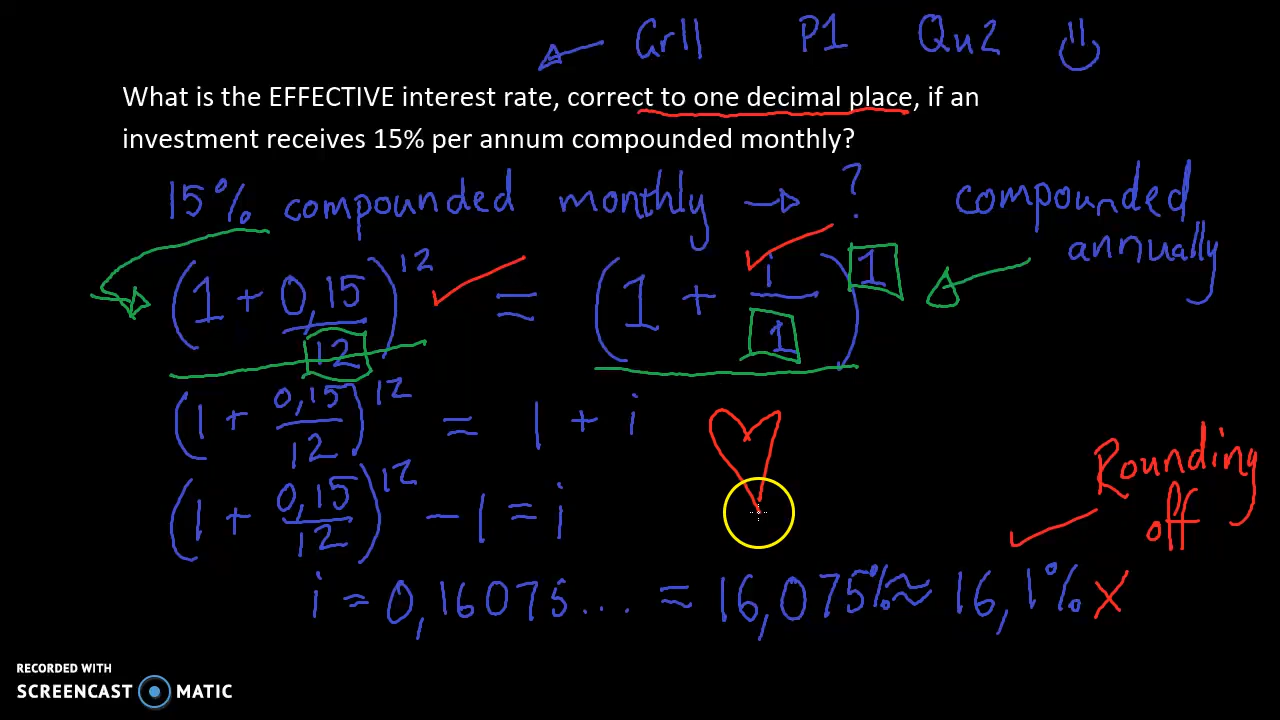 Gr11 P1 Qu2
What is the EFFECTIVE interest rate, correct to one decimal place, if an
investment receives 15% per annum compounded monthly?
15% compounded monthly → ? compounded
annually
(1 + 0,15/12)^12 = (1 + i/1)^1
(1 + 0,15/12)^12 = 1 + i
(1 + 0,15/12)^12 - 1 = i
Rounding
off
i = 0,16075... = 16,075% ≈ 16,1% x
RECORDED WITH
SCREENCAST MATIC